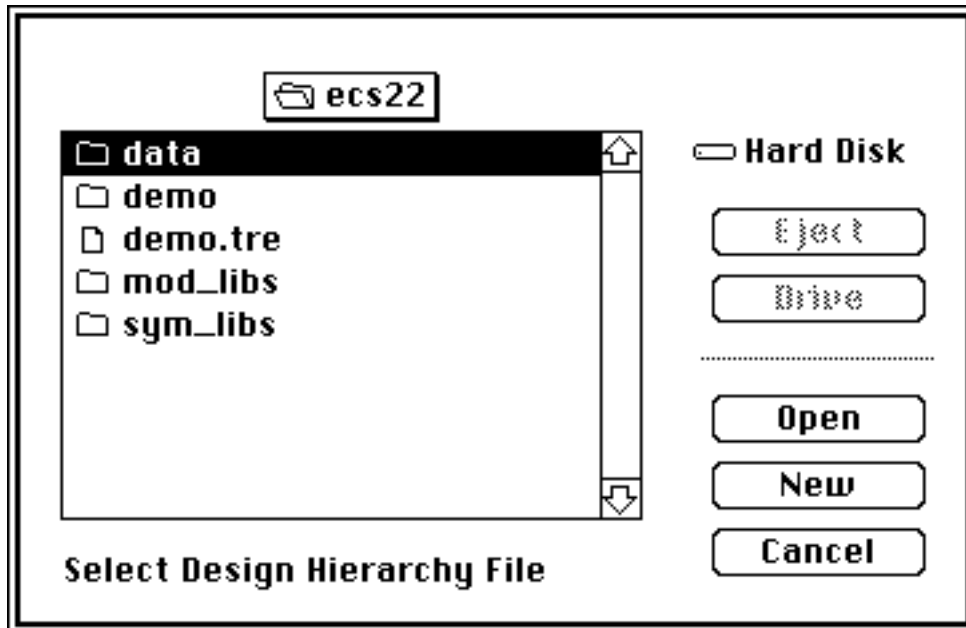 ecs22
data
Hard Disk
demo
demo.tre
mod_libs
sym_libs
Eject
Drive
Open
New
Cancel
Select Design Hierarchy File